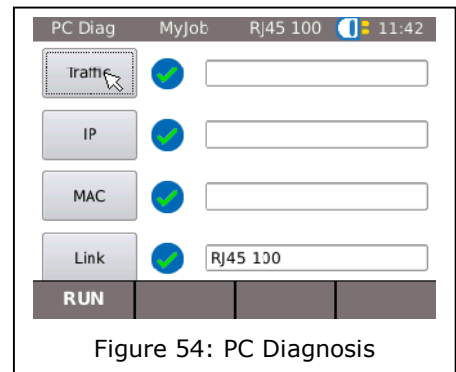 PC Diag MyJob RJ45 100 11:42
Traffic
IP
MAC
Link RJ45 100
RUN
Figure 54: PC Diagnosis